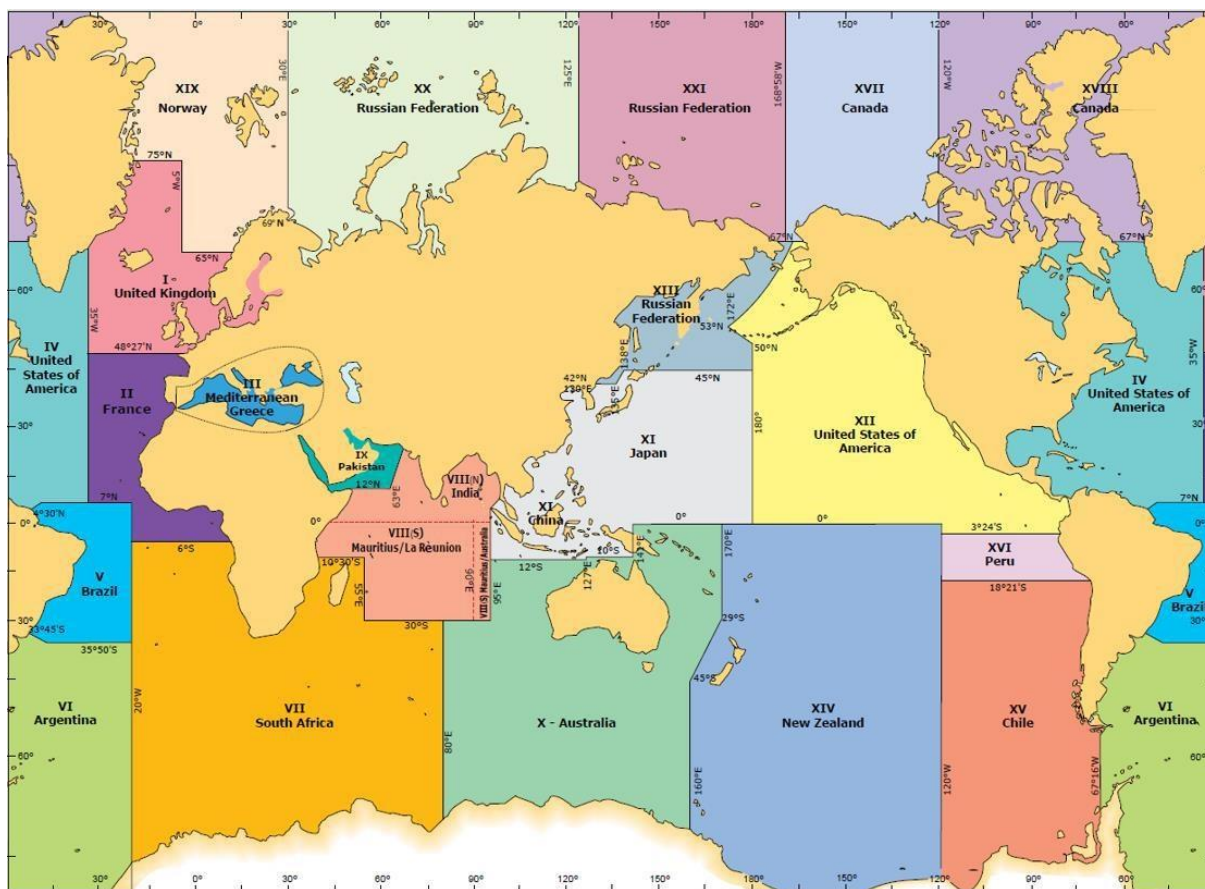 30° 0° 30° 60° 90° 120° 150° 180° 150° 120° 90° 60°
XIX
Norway
30°E
XX
Russian Federation
125°E
XXI
Russian Federation
168°58'W
XVII
Canada
120°W
XVIII
Canada
75°N
5°W
69°N
65°N
67°N
67°N
I
United Kingdom
60°
35°W
48°27'N
XIII
Russian
Federation
172°E
53°N
50°N
138°E
60°
35°W
IV
United
States of
America
II
France
III
Mediterranean
Greece
42°N
130°E
135°E
45°N
IV
United States of
America
30°
IX
Pakistan
12°N
63°E
VIII(N)
India
XI
Japan
180°
XII
United States of
America
30°
7°N
7°N
4°30'N
0°
0°
XI
China
0°
0°
0°
6°S
VIII(S)
Mauritius/La Réunion
VIII(S) Mauritius/Australia
10°S
141°E
170°E
3°24'S
V
Brazil
10°30'S
55°E
90°E
95°E
12°S
127°E
XVI
Peru
18°21'S
V
Brazil
30°
33°45'S
30°S
29°S
30°
35°50'S
45°S
VI
Argentina
20°W
VII
South Africa
80°E
X - Australia
160°E
XIV
New Zealand
120°W
XV
Chile
67°16'W
VI
Argentina
60°
60°
30° 0° 30° 60° 90° 120° 150° 180° 150° 120° 90° 60°